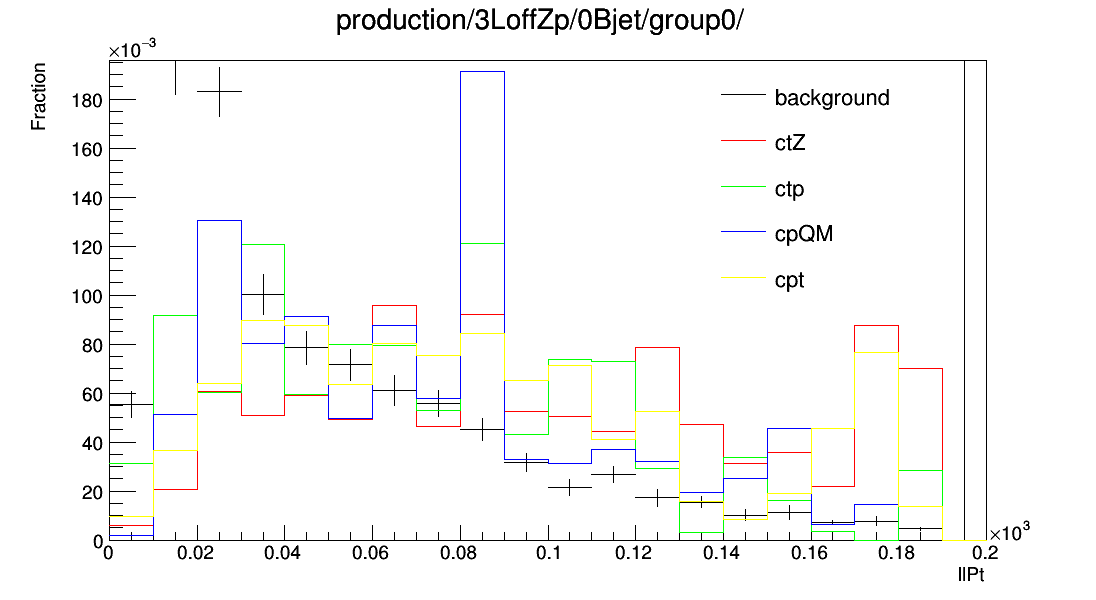 production/3LoffZp/0Bjet/group0/
×10⁻³
Fraction
180
160
140
120
100
80
60
40
20
0
background
ctZ
ctp
cpQM
cpt
0 0.02 0.04 0.06 0.08 0.1 0.12 0.14 0.16 0.18 0.2
×10³
llPt